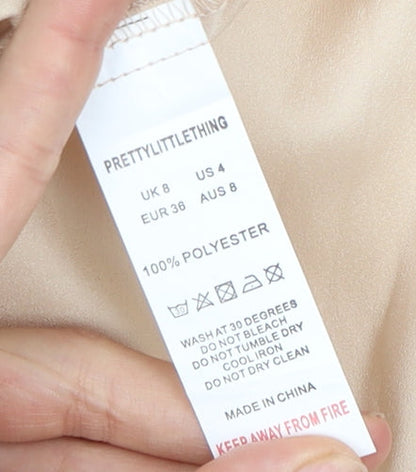 PRETTYLITTLETHING
UK 8 US 4
EUR 36 AUS 8
100% POLYESTER
WASH AT 30 DEGREES
DO NOT BLEACH
DO NOT TUMBLE DRY
COOL IRON
DO NOT DRY CLEAN
MADE IN CHINA
KEEP AWAY FROM FIRE